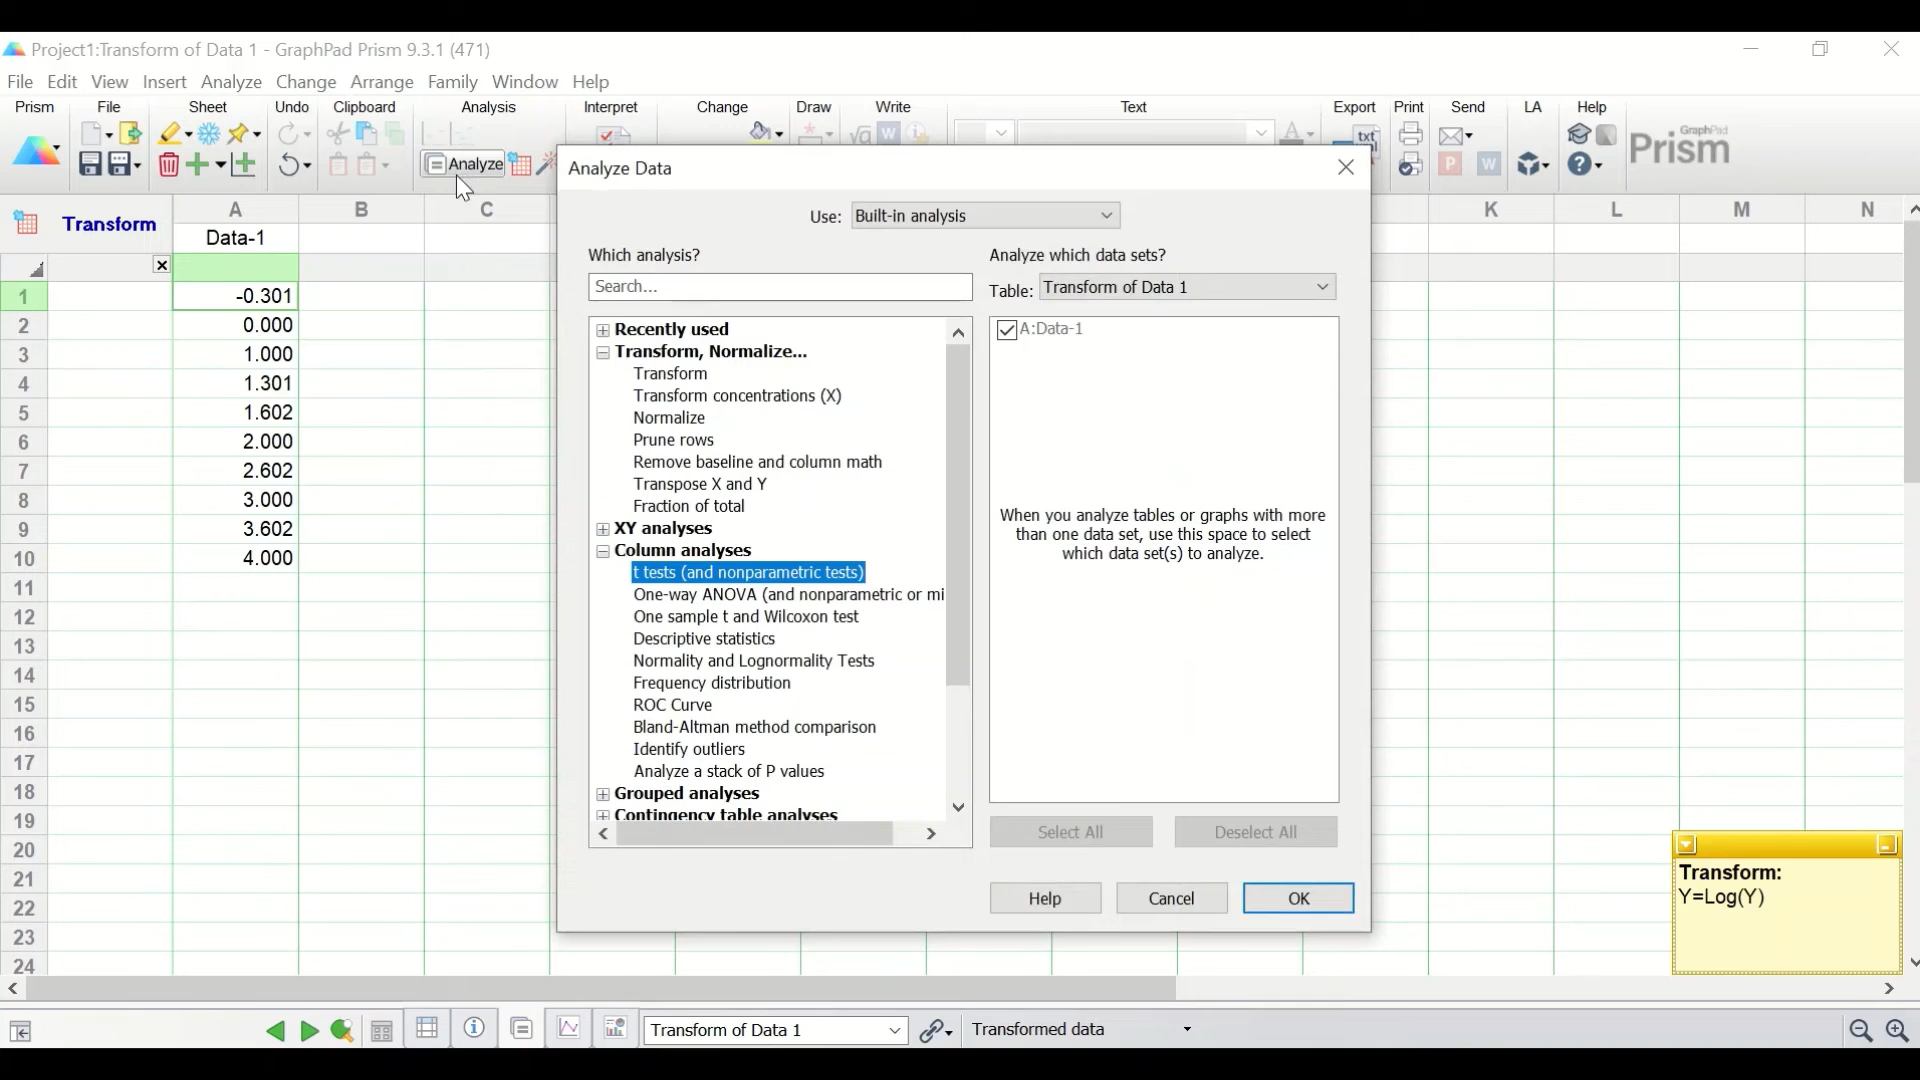 Project1:Transform of Data 1 - GraphPad Prism 9.3.1 (471)
File Edit View Insert Analyze Change Arrange Family Window Help
Prism File Sheet Undo Clipboard Analysis Interpret Change Draw Write Text Export Print Send LA Help
Analyze
GraphPad
Prism
Analyze Data
Use: Built-in analysis
Which analysis?
Search...
Analyze which data sets?
Table: Transform of Data 1
Recently used
Transform, Normalize...
Transform
Transform concentrations (X)
Normalize
Prune rows
Remove baseline and column math
Transpose X and Y
Fraction of total
XY analyses
Column analyses
t tests (and nonparametric tests)
One-way ANOVA (and nonparametric or mi
One sample t and Wilcoxon test
Descriptive statistics
Normality and Lognormality Tests
Frequency distribution
ROC Curve
Bland-Altman method comparison
Identify outliers
Analyze a stack of P values
Grouped analyses
Contingency table analyses
A:Data-1
When you analyze tables or graphs with more
than one data set, use this space to select
which data set(s) to analyze.
Select All Deselect All
Help Cancel OK
Transform A B C K L M N
Data-1
1 -0.301
2 0.000
3 1.000
4 1.301
5 1.602
6 2.000
7 2.602
8 3.000
9 3.602
10 4.000
11
12
13
14
15
16
17
18
19
20
21
22
23
24
Transform:
Y=Log(Y)
Transform of Data 1
Transformed data